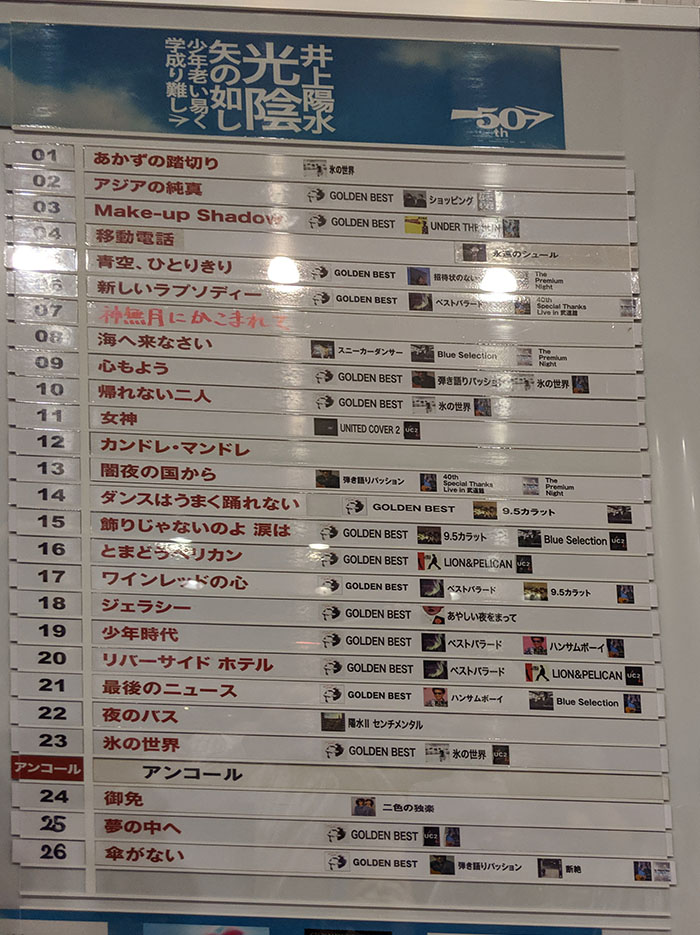 井上陽水
光陰
矢の如し
少年老い易く
学成り難し
50th
01 あかずの踏切り 氷の世界
02 アジアの純真 GOLDEN BEST ショッピング
03 Make-up Shadow GOLDEN BEST UNDER THE SUN
04 移動電話 永遠のシュール
青空、ひとりきり GOLDEN BEST 招待状のない The Premium Night
06 新しいラプソディー GOLDEN BEST ベストバラード 40th Special Thanks Live in 武道館
07 神無月にかこまれて
08 海へ来なさい スニーカーダンサー Blue Selection The Premium Night
09 心もよう GOLDEN BEST 弾き語りパッション 氷の世界
10 帰れない二人 GOLDEN BEST 氷の世界
11 女神 UNITED COVER 2 UC2
12 カンドレ・マンドレ
13 闇夜の国から 弾き語りパッション 40th Special Thanks Live in 武道館 The Premium Night
14 ダンスはうまく踊れない GOLDEN BEST 9.5カラット
15 飾りじゃないのよ 涙は GOLDEN BEST 9.5カラット Blue Selection UC2
16 とまどうペリカン GOLDEN BEST LION&PELICAN UC2
17 ワインレッドの心 GOLDEN BEST ベストバラード 9.5カラット
18 ジェラシー GOLDEN BEST あやしい夜をまって
19 少年時代 GOLDEN BEST ベストバラード ハンサムボーイ
20 リバーサイド ホテル GOLDEN BEST ベストバラード LION&PELICAN UC2
21 最後のニュース GOLDEN BEST ハンサムボーイ Blue Selection
22 夜のバス 陽水II センチメンタル
23 氷の世界 GOLDEN BEST 氷の世界 UC2
アンコール アンコール
24 御免 二色の独楽
25 夢の中へ GOLDEN BEST UC2
26 傘がない GOLDEN BEST 弾き語りパッション 断絶